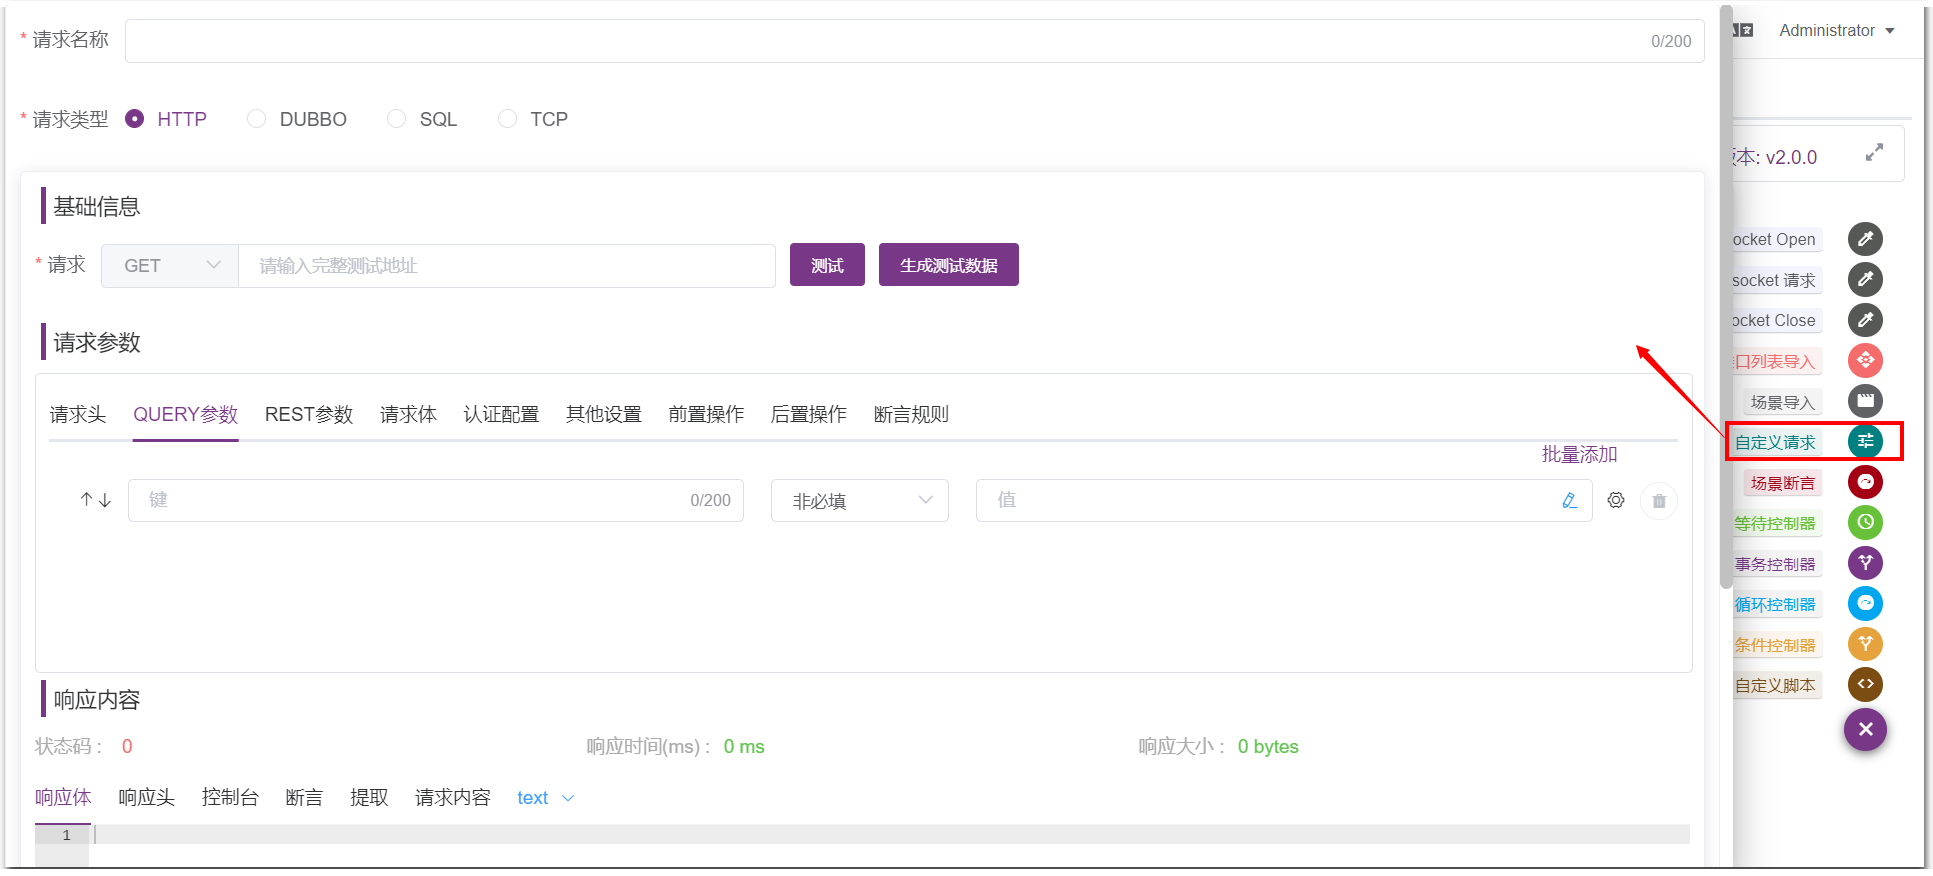 * 请求名称
0/200
Administrator
* 请求类型 HTTP DUBBO SQL TCP
本: v2.0.0
基础信息
* 请求 GET 请输入完整测试地址 测试 生成测试数据
请求参数
请求头 QUERY参数 REST参数 请求体 认证配置 其他设置 前置操作 后置操作 断言规则
批量添加
键 0/200 非必填 值
响应内容
状态码： 0 响应时间(ms)： 0 ms 响应大小： 0 bytes
响应体 响应头 控制台 断言 提取 请求内容 text
1
ocket Open
socket 请求
ocket Close
口列表导入
场景导入
自定义请求
场景断言
等待控制器
事务控制器
循环控制器
条件控制器
自定义脚本